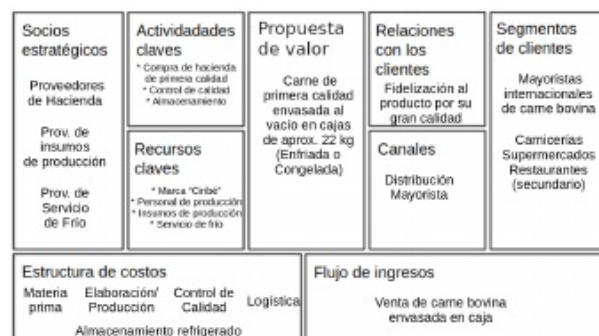 Socios
estratégicos
Proveedores
de Hacienda
Prov. de
insumos
de producción
Prov. de
Servicio
de Frío
Actividadades
claves
* Compra de hacienda
de primera calidad
* Control de calidad
* Almacenamiento
Recursos
claves
* Marca "Ciribé"
* Personal de producción
* Insumos de producción
* Servicio de frío
Propuesta
de valor
Carne de
primera calidad
envasada al
vacío en cajas
de aprox. 22 kg
(Enfriada o
Congelada)
Relaciones
con los
clientes
Fidelización al
producto por su
gran calidad
Canales
Distribución
Mayorista
Segmentos
de clientes
Mayoristas
internacionales
de carne bovina
Carnicerías
Supermercados
Restaurantes
(secundario)
Estructura de costos
Materia
prima
Elaboración/
Producción
Control de
Calidad
Logística
Almacenamiento refrigerado
Flujo de ingresos
Venta de carne bovina
envasada en caja